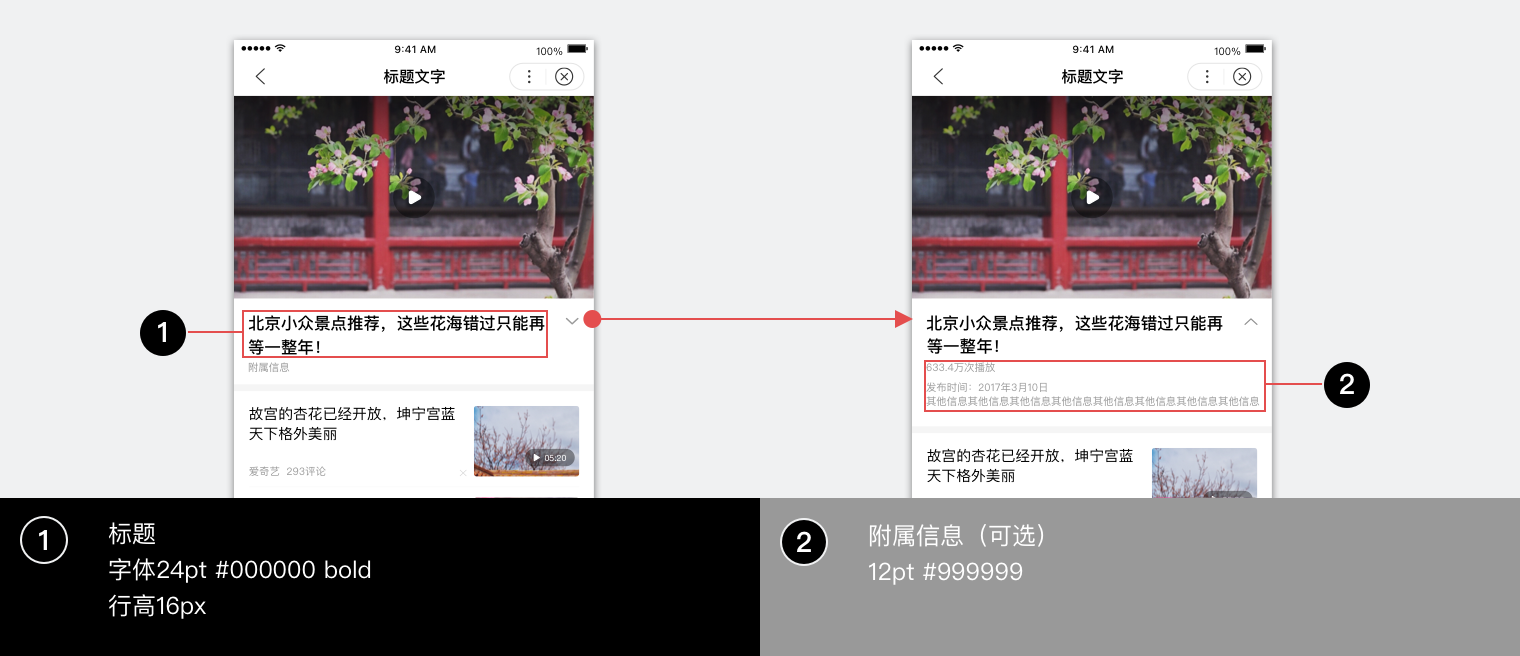 9:41 AM
100%
标题文字
北京小众景点推荐，这些花海错过只能再
等一整年！
附属信息
故宫的杏花已经开放，坤宁宫蓝
天下格外美丽
爱奇艺 293评论
05:20
1
9:41 AM
100%
标题文字
北京小众景点推荐，这些花海错过只能再
等一整年！
633.4万次播放
发布时间：2017年3月10日
其他信息其他信息其他信息其他信息其他信息其他信息其他信息其他信息
故宫的杏花已经开放，坤宁宫蓝
天下格外美丽
2
1
标题
字体24pt #000000 bold
行高16px
2
附属信息（可选）
12pt #999999